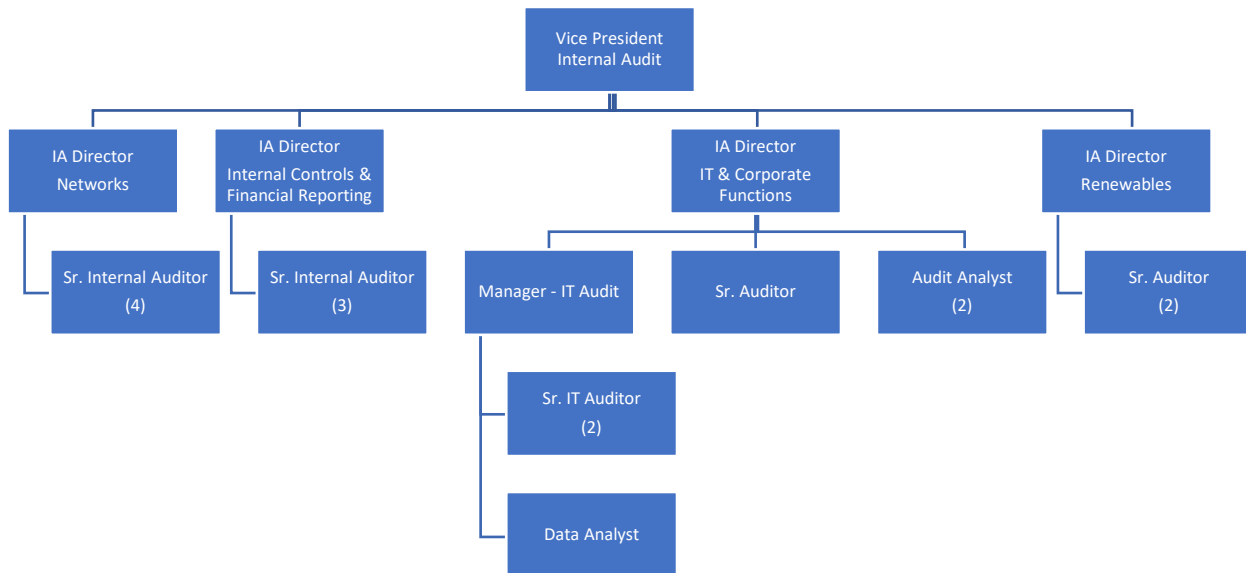 Vice President
Internal Audit
IA Director
Networks
IA Director
Internal Controls &
Financial Reporting
IA Director
IT & Corporate
Functions
IA Director
Renewables
Sr. Internal Auditor
(4)
Sr. Internal Auditor
(3)
Manager - IT Audit
Sr. Auditor
Audit Analyst
(2)
Sr. Auditor
(2)
Sr. IT Auditor
(2)
Data Analyst